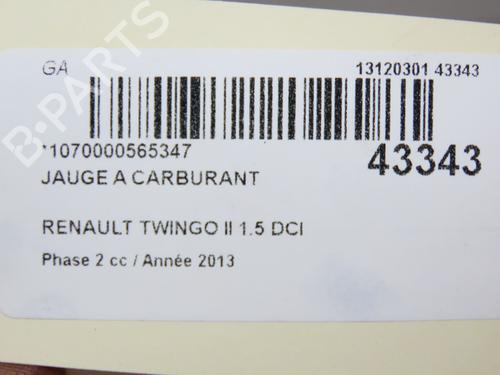 GA
13120301 43343
*1070000565347
43343
JAUGE A CARBURANT
RENAULT TWINGO II 1.5 DCI
Phase 2 cc / Année 2013
B-PARTS